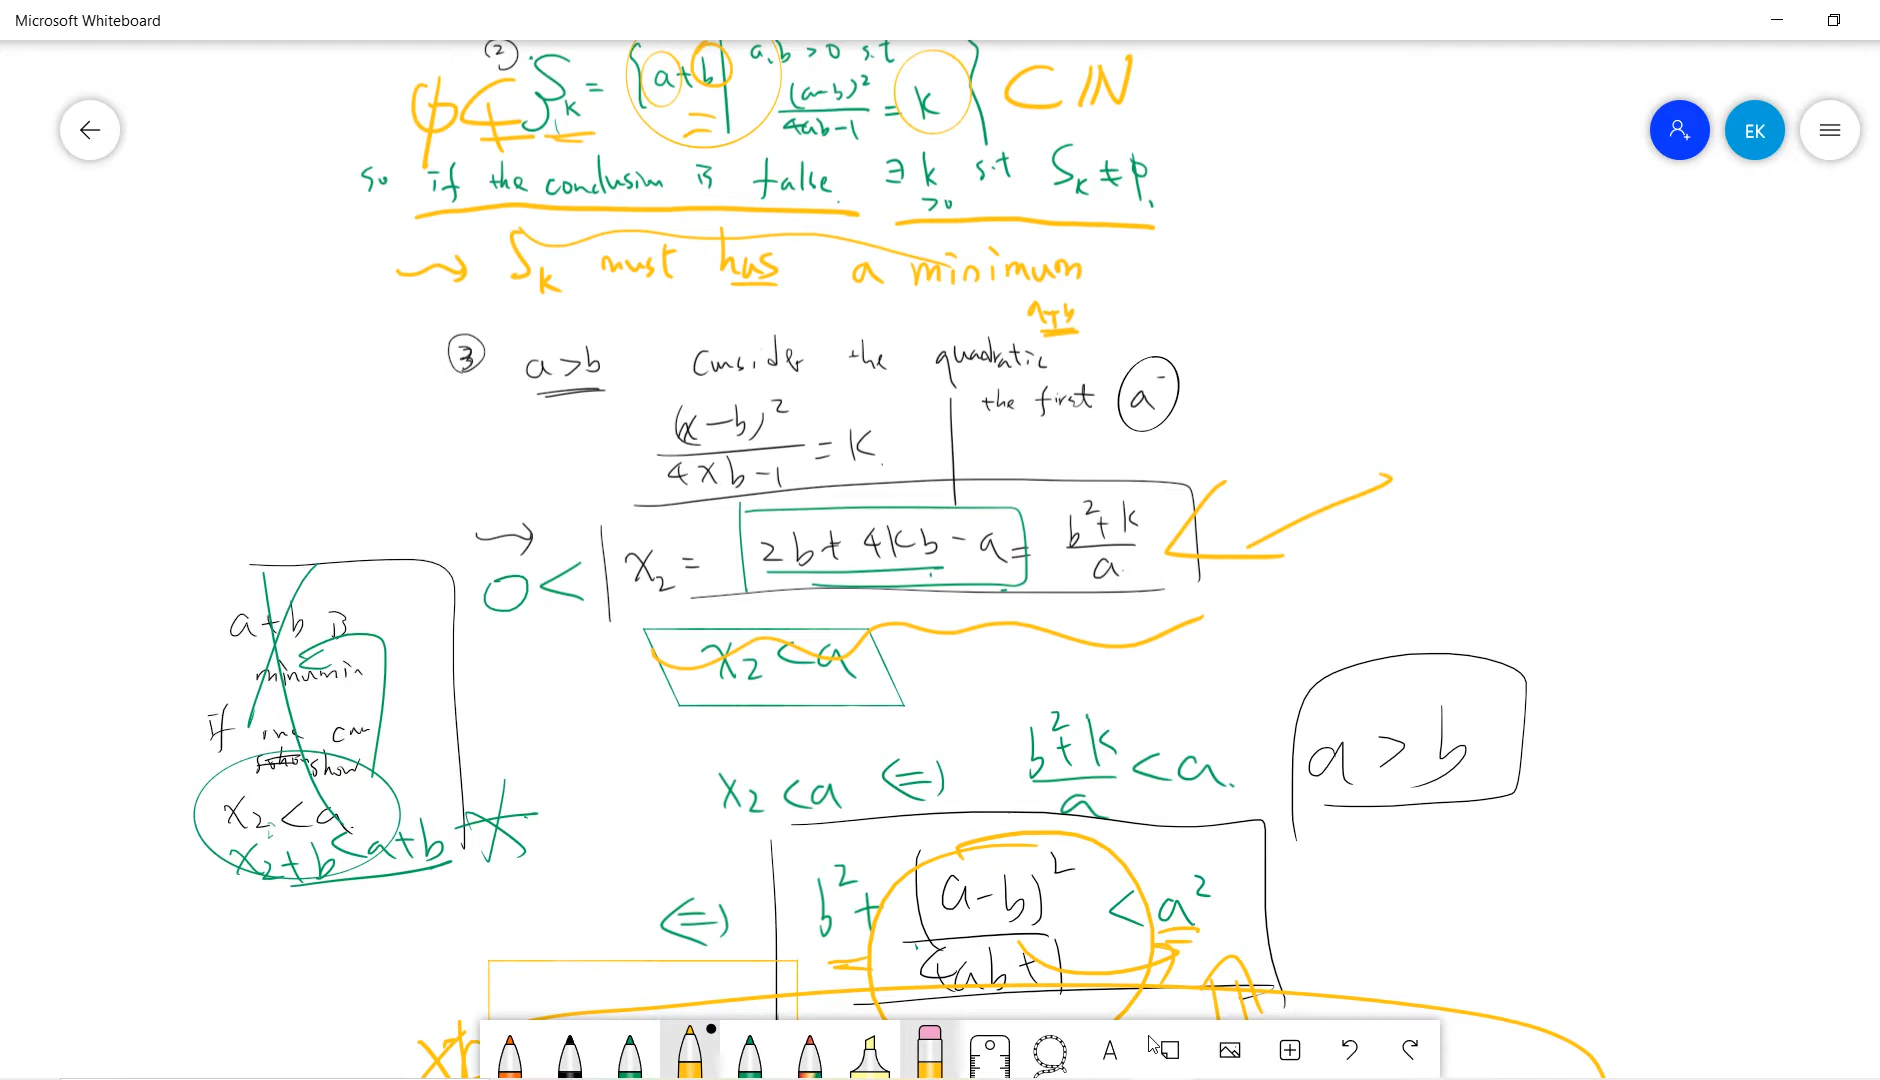 Microsoft Whiteboard
②
ϕ ⊄ S_k = { a+b | a, b > 0 s.t (a-b)²/(4ab-1) = k } ⊂ ℕ
EK
so if the conclusion is false. ∃ k > 0 s.t S_k ≠ φ.
→ S_k must has a minimum
a+b
③ a>b Consider the quadratic
the first a
(x-b)²/(4xb-1) = k.
→ 0 < x₂ = 2b+4kb-a = (b²+k)/a
x₂ < a
a+b is
minumin
If we can
show
x₂ < a.
x₂+b < a+b
a > b
x₂ < a ⟺ (b²+k)/a < a.
⟺ b² + (a-b)²/(4ab-1) < a²
A